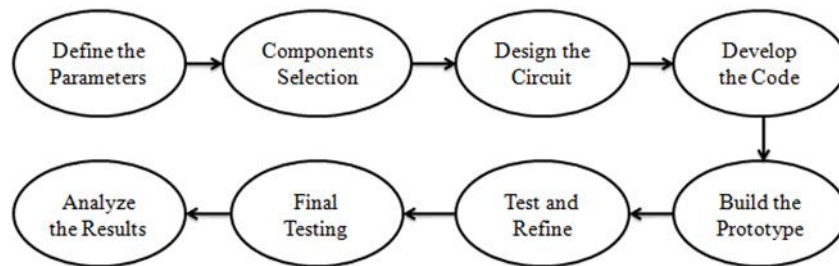 Define the
Parameters
Components
Selection
Design the
Circuit
Develop
the Code
Build the
Prototype
Test and
Refine
Final
Testing
Analyze
the Results